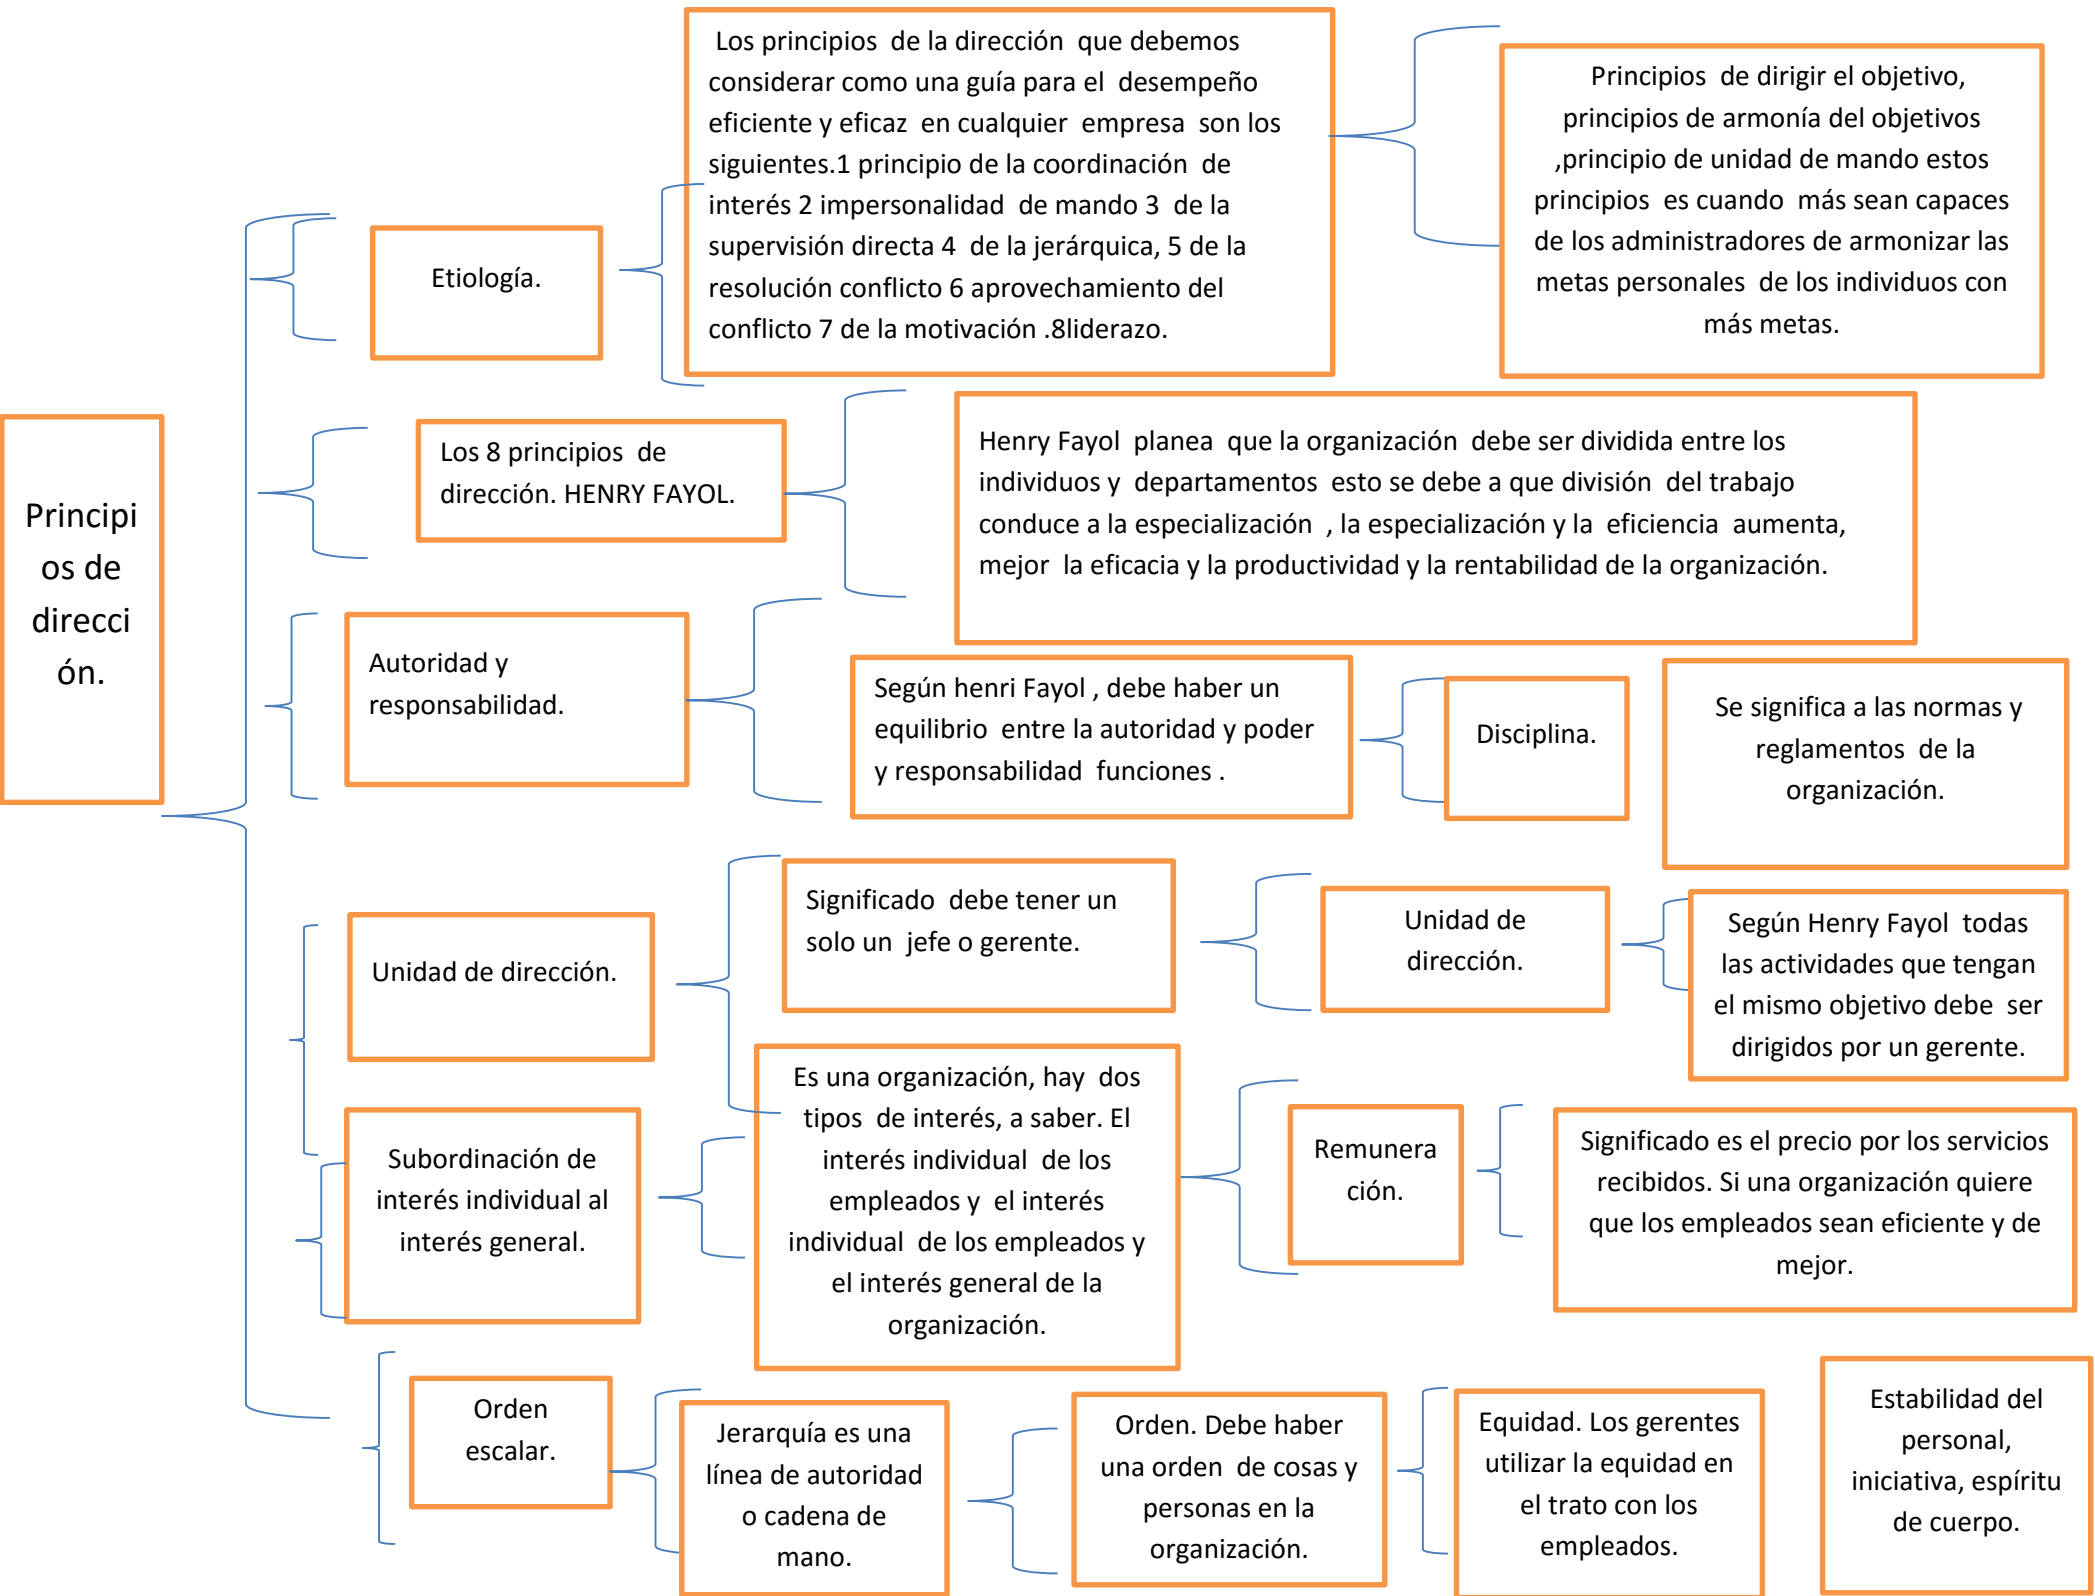 Principi
os de
direcci
ón.
Etiología.
Los principios de la dirección que debemos
considerar como una guía para el desempeño
eficiente y eficaz en cualquier empresa son los
siguientes.1 principio de la coordinación de
interés 2 impersonalidad de mando 3 de la
supervisión directa 4 de la jerárquica, 5 de la
resolución conflicto 6 aprovechamiento del
conflicto 7 de la motivación .8liderazo.
Principios de dirigir el objetivo,
principios de armonía del objetivos
,principio de unidad de mando estos
principios es cuando más sean capaces
de los administradores de armonizar las
metas personales de los individuos con
más metas.
Los 8 principios de
dirección. HENRY FAYOL.
Henry Fayol planea que la organización debe ser dividida entre los
individuos y departamentos esto se debe a que división del trabajo
conduce a la especialización , la especialización y la eficiencia aumenta,
mejor la eficacia y la productividad y la rentabilidad de la organización.
Autoridad y
responsabilidad.
Según henri Fayol , debe haber un
equilibrio entre la autoridad y poder
y responsabilidad funciones .
Disciplina.
Se significa a las normas y
reglamentos de la
organización.
Unidad de dirección.
Significado debe tener un
solo un jefe o gerente.
Unidad de
dirección.
Según Henry Fayol todas
las actividades que tengan
el mismo objetivo debe ser
dirigidos por un gerente.
Subordinación de
interés individual al
interés general.
Es una organización, hay dos
tipos de interés, a saber. El
interés individual de los
empleados y el interés
individual de los empleados y
el interés general de la
organización.
Remunera
ción.
Significado es el precio por los servicios
recibidos. Si una organización quiere
que los empleados sean eficiente y de
mejor.
Orden
escalar.
Jerarquía es una
línea de autoridad
o cadena de
mano.
Orden. Debe haber
una orden de cosas y
personas en la
organización.
Equidad. Los gerentes
utilizar la equidad en
el trato con los
empleados.
Estabilidad del
personal,
iniciativa, espíritu
de cuerpo.